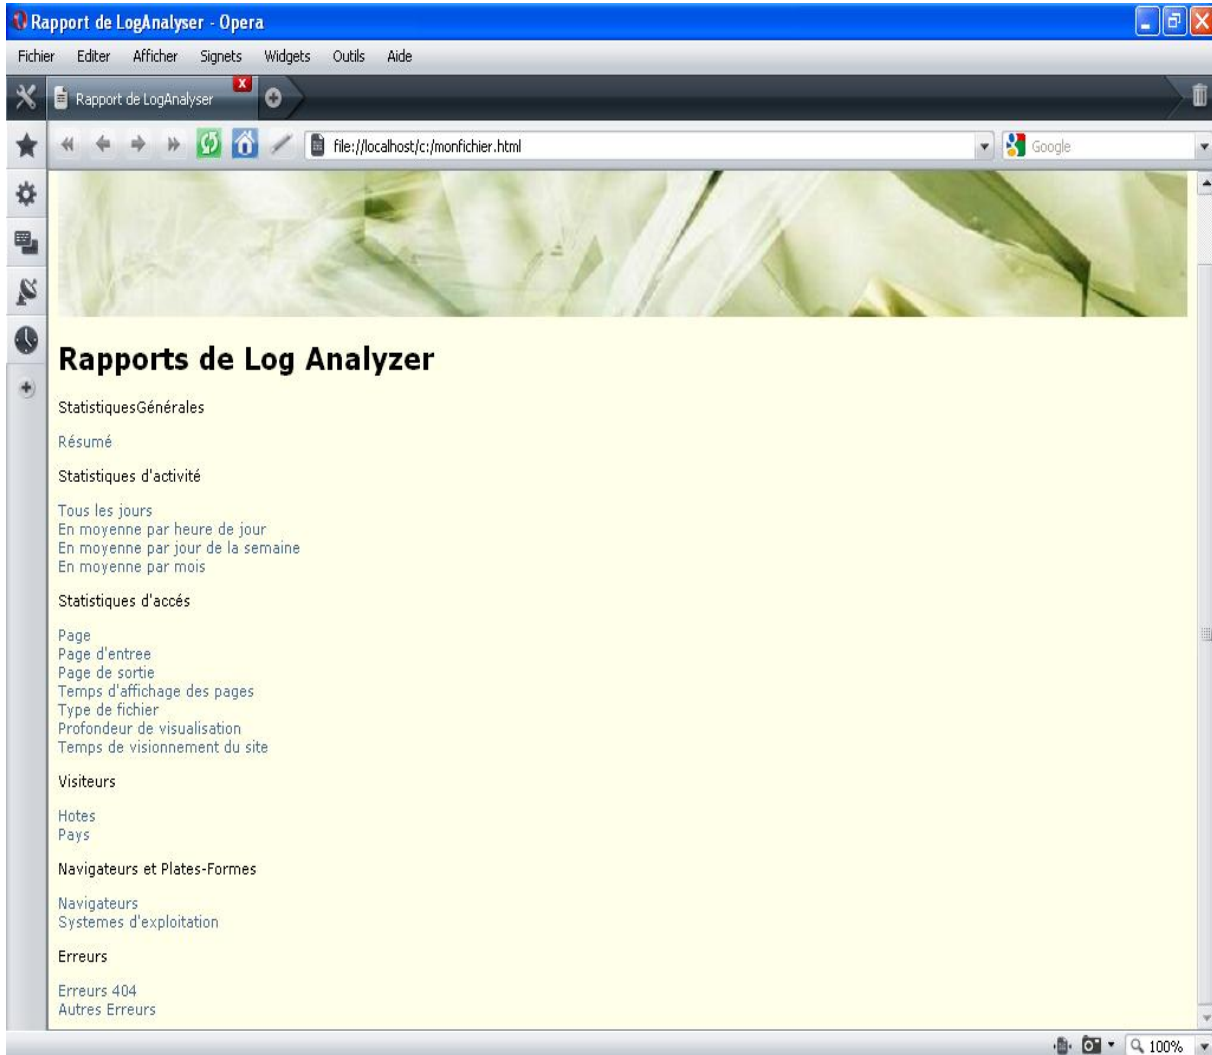 Rapport de LogAnalyser - Opera
Fichier Editer Afficher Signets Widgets Outils Aide
Rapport de LogAnalyser
file://localhost/c:/monfichier.html Google
Rapports de Log Analyzer
StatistiquesGénérales
Résumé
Statistiques d'activité
Tous les jours
En moyenne par heure de jour
En moyenne par jour de la semaine
En moyenne par mois
Statistiques d'accés
Page
Page d'entree
Page de sortie
Temps d'affichage des pages
Type de fichier
Profondeur de visualisation
Temps de visionnement du site
Visiteurs
Hotes
Pays
Navigateurs et Plates-Formes
Navigateurs
Systemes d'exploitation
Erreurs
Erreurs 404
Autres Erreurs
100%